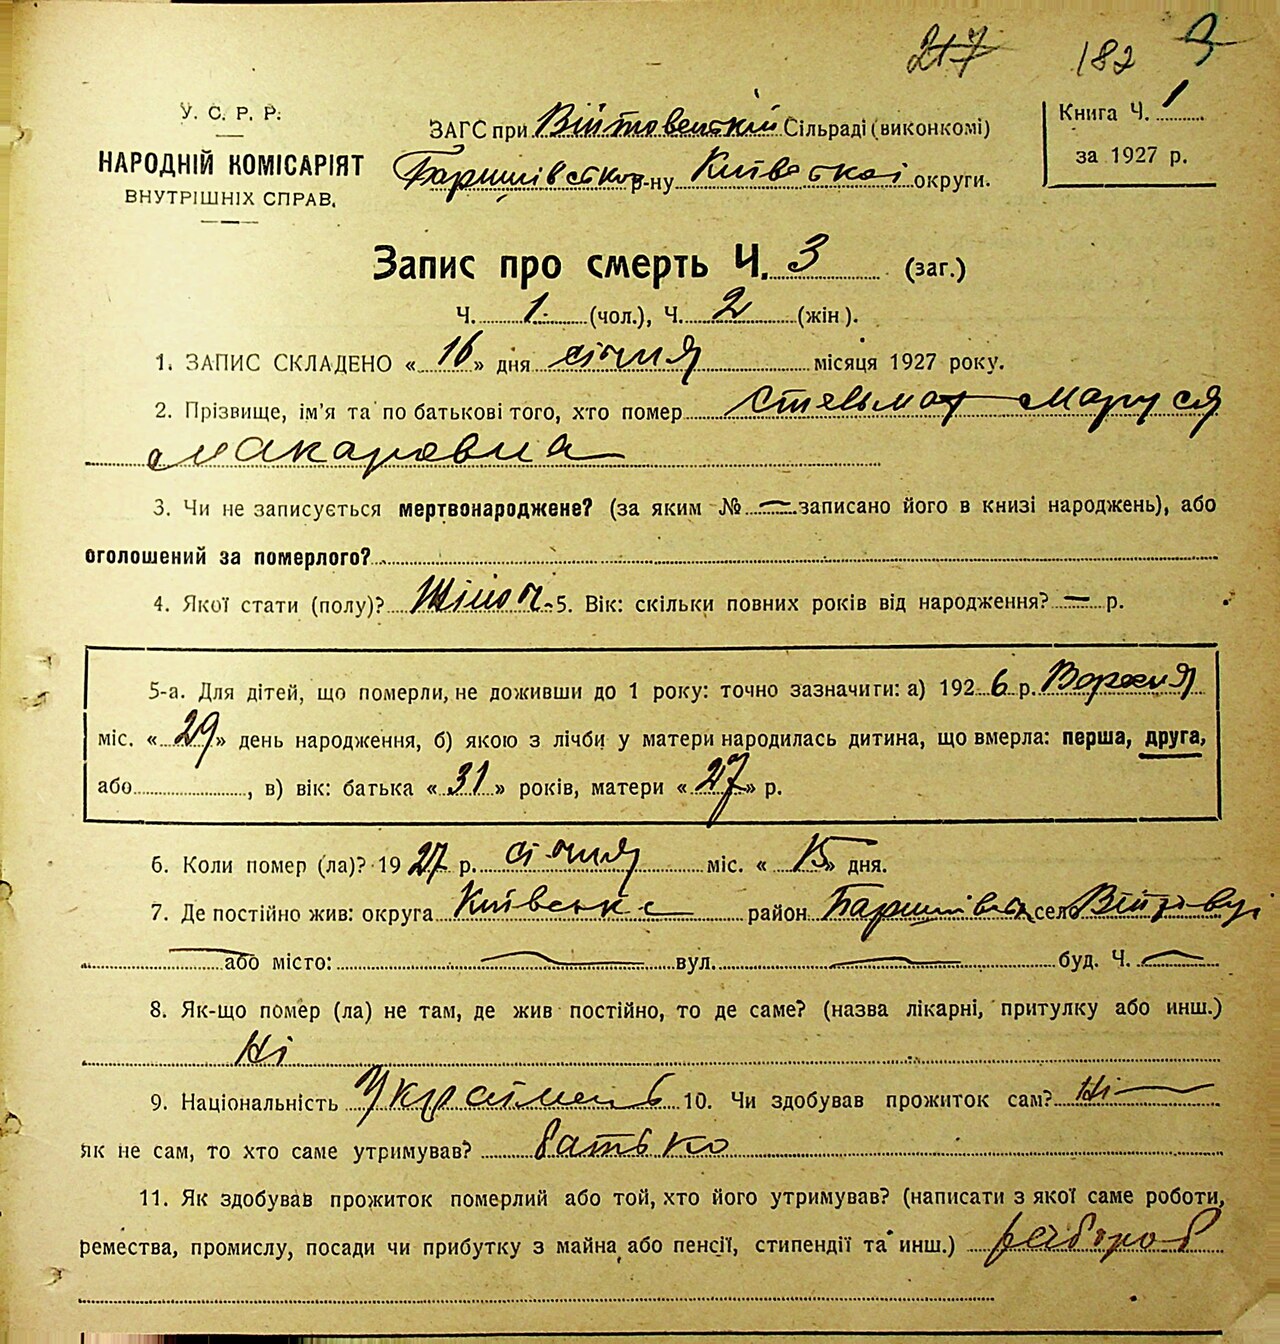 217 182 3
У. С. Р. Р.
НАРОДНІЙ КОМІСАРІЯТ
ВНУТРІШНІХ СПРАВ.
ЗАГС при Війтовецькій Сільраді (виконкомі)
Баришівського р-ну Київської округи.
Книга Ч. 1
за 1927 р.
Запис про смерть Ч. 3 (заг.)
Ч. 1 (чол.), Ч. 2 (жін).
1. ЗАПИС СКЛАДЕНО « 16 » дня січня місяця 1927 року.
2. Прізвище, ім'я та по батькові того, хто помер Стельмах Маруся
Макаровна
3. Чи не записується мертвонароджене? (за яким № — записано його в книзі народжень), або
оголошений за померлого?
4. Якої стати (полу)? Жіноч. 5. Вік: скільки повних років від народження? — р.
5-а. Для дітей, що померли, не доживши до 1 року: точно зазначити: а) 192 6 р. Вересня
міс. « 29 » день народження, б) якою з лічби у матери народилась дитина, що вмерла: перша, друга,
або , в) вік: батька « 31 » років, матери « 27 » р.
6. Коли помер (ла)? 19 27 р. січня міс. « 15 » дня.
7. Де постійно жив: округа Київська район Баришівськ село Війтовці
або місто: — вул. — буд. Ч. —
8. Як-що помер (ла) не там, де жив постійно, то де саме? (назва лікарні, притулку або инш.)
Ні
9. Національність Українець 10. Чи здобував прожиток сам? Ні —
як не сам, то хто саме утримував? батько
11. Як здобував прожиток померлий або той, хто його утримував? (написати з якої саме роботи,
ремества, промислу, посади чи прибутку з майна або пенсії, стипендії та инш.) хлібороб